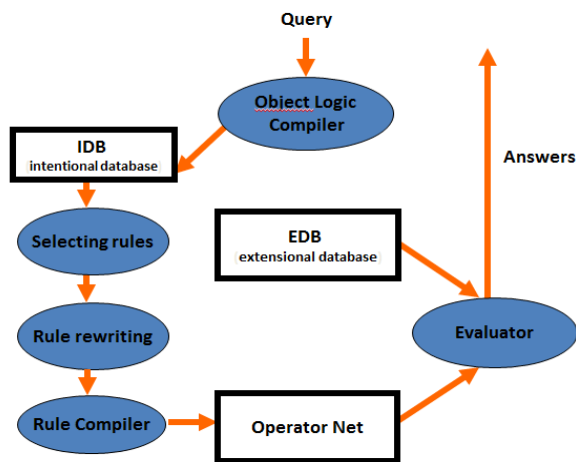 Query
Object Logic
Compiler
IDB
(intentional database)
Answers
Selecting rules
EDB
(extensional database)
Rule rewriting
Evaluator
Rule Compiler
Operator Net